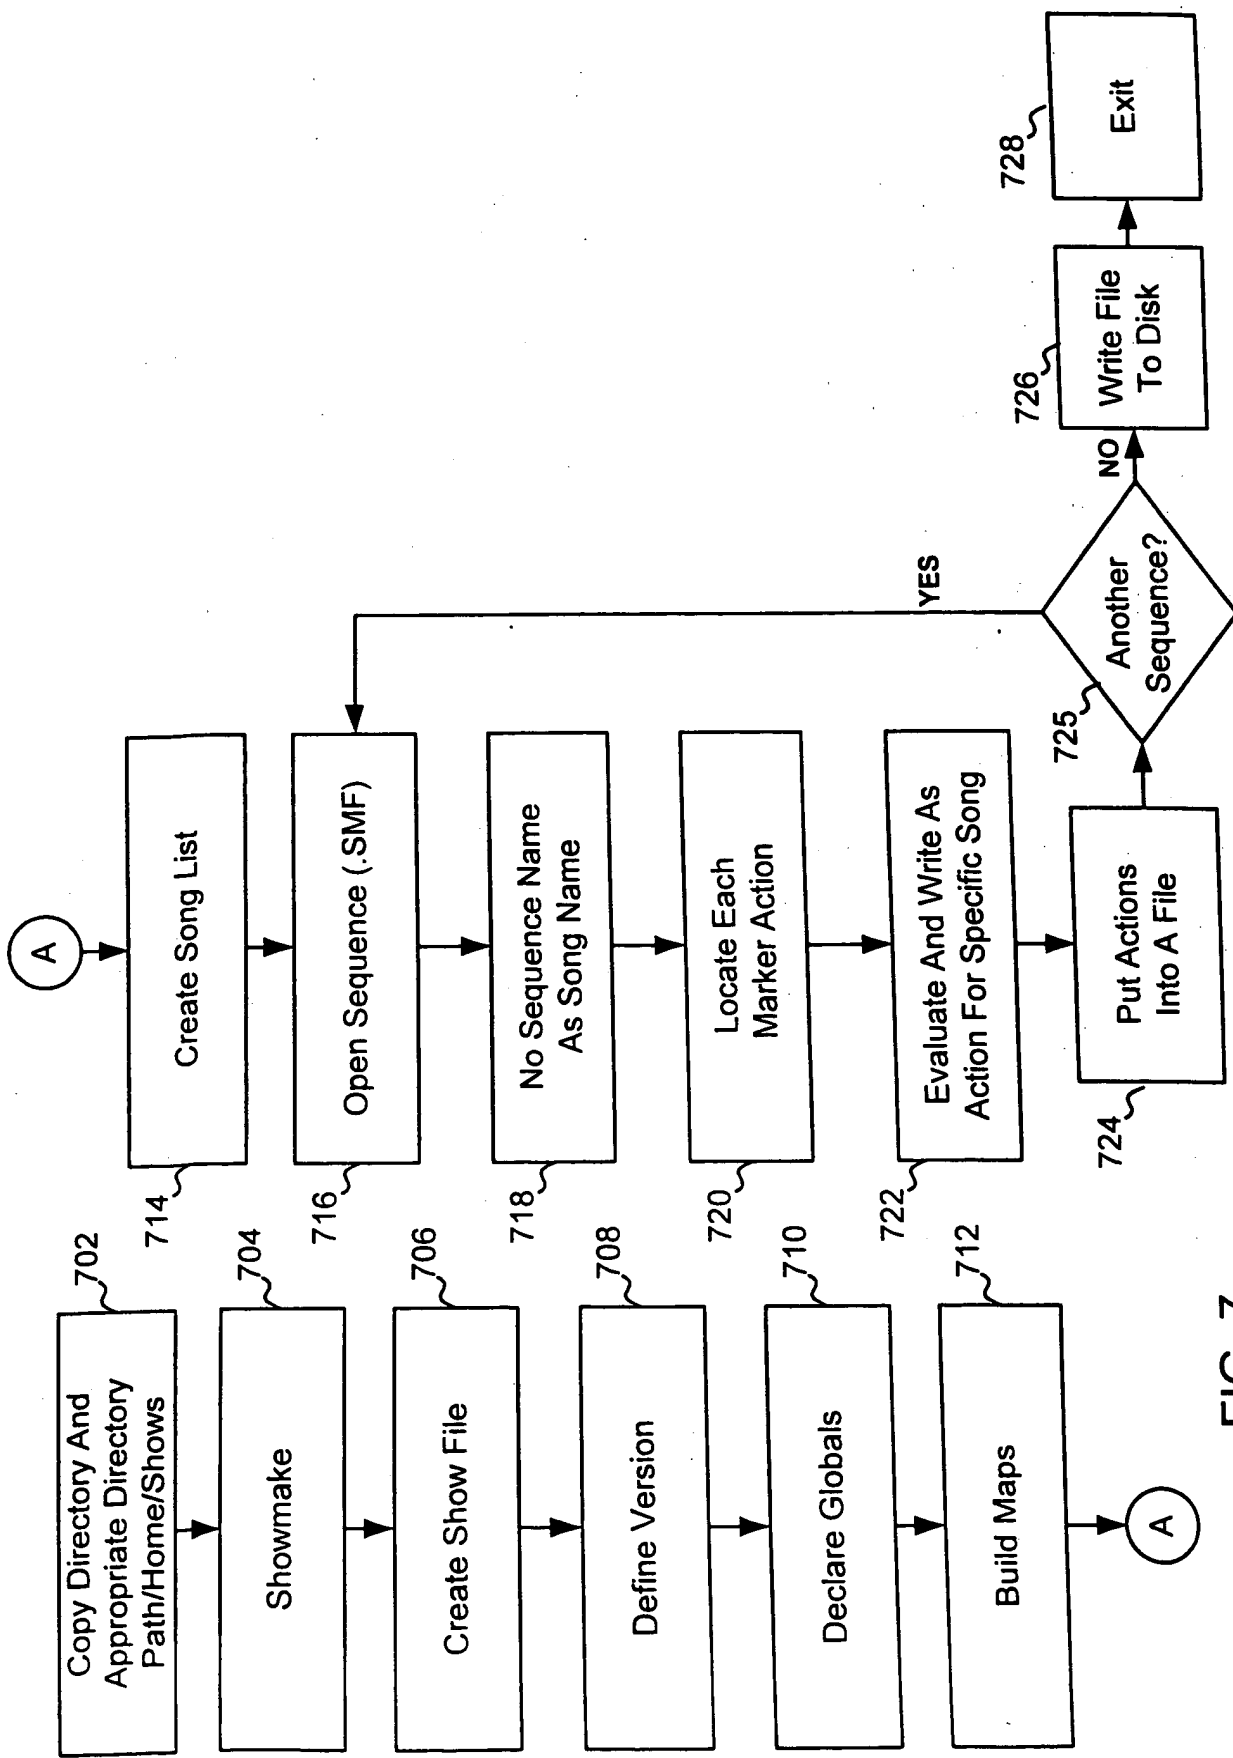 702
Copy Directory And
Appropriate Directory
Path/Home/Shows
704
Showmake
706
Create Show File
708
Define Version
710
Declare Globals
712
Build Maps
A
A
714
Create Song List
716
Open Sequence (.SMF)
718
No Sequence Name
As Song Name
720
Locate Each
Marker Action
722
Evaluate And Write As
Action For Specific Song
724
Put Actions
Into A File
725
Another
Sequence?
YES
NO
726
Write File
To Disk
728
Exit
FIG. 7